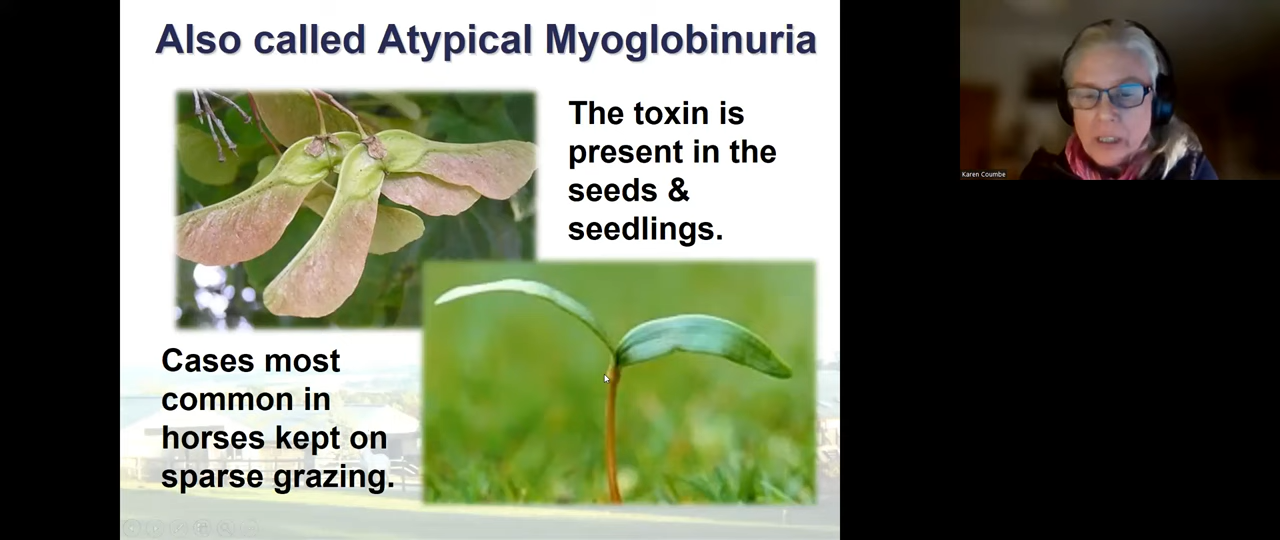 Also called Atypical Myoglobinuria
The toxin is
present in the
seeds &
seedlings.
Cases most
common in
horses kept on
sparse grazing.
Karen Coumbe